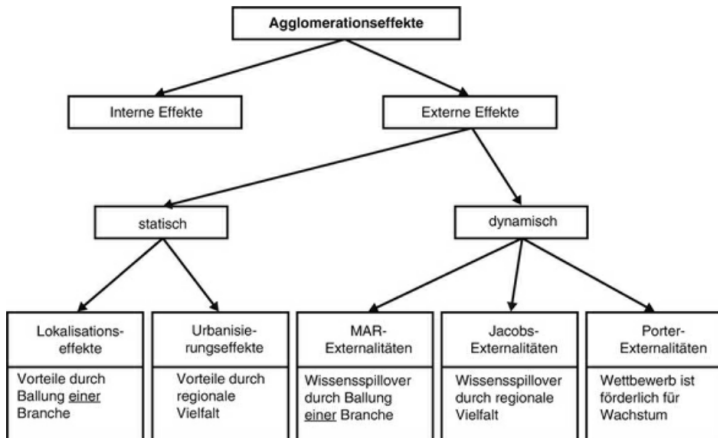 Agglomerationseffekte
Interne Effekte
Externe Effekte
statisch
dynamisch
Lokalisations-
effekte
Vorteile durch
Ballung einer
Branche
Urbanisie-
rungseffekte
Vorteile durch
regionale
Vielfalt
MAR-
Externalitäten
Wissensspillover
durch Ballung
einer Branche
Jacobs-
Externalitäten
Wissensspillover
durch regionale
Vielfalt
Porter-
Externalitäten
Wettbewerb ist
förderlich für
Wachstum